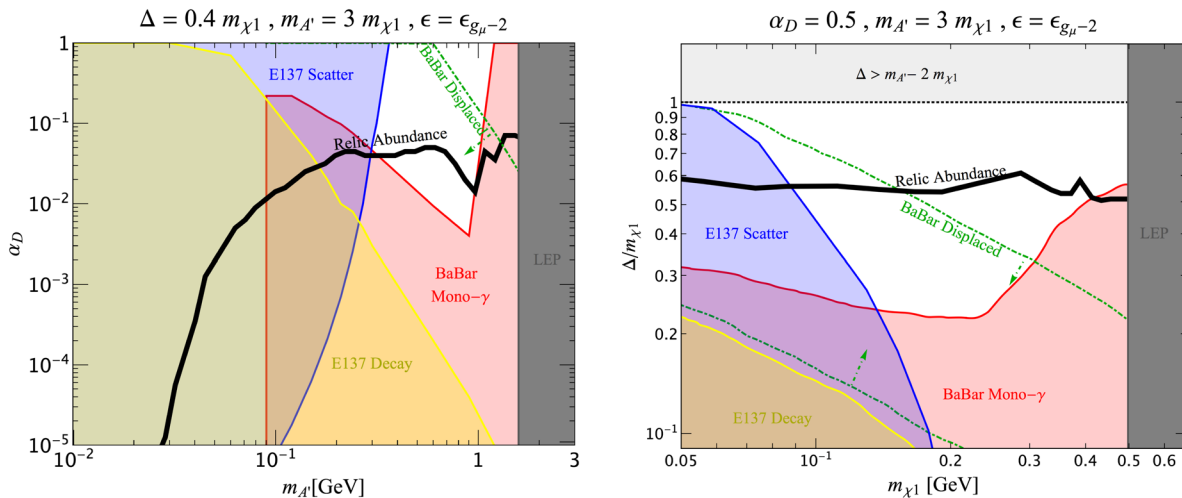 Δ = 0.4 m_χ1 , m_A' = 3 m_χ1 , ϵ = ϵ_gμ−2
1
10⁻¹
10⁻²
10⁻³
10⁻⁴
10⁻⁵
α_D
E137 Scatter
BaBar Displaced
Relic Abundance
BaBar
Mono−γ
E137 Decay
LEP
10⁻²
10⁻¹
1
3
m_A'[GeV]
α_D = 0.5 , m_A' = 3 m_χ1 , ϵ = ϵ_gμ−2
Δ > m_A' − 2 m_χ1
1
0.9
0.8
0.7
0.6
0.5
0.4
0.3
0.2
10⁻¹
Δ/m_χ1
Relic Abundance
E137 Scatter
BaBar Displaced
LEP
BaBar Mono−γ
E137 Decay
0.05
10⁻¹
0.2
0.3
0.4
0.5
0.6
m_χ1 [GeV]